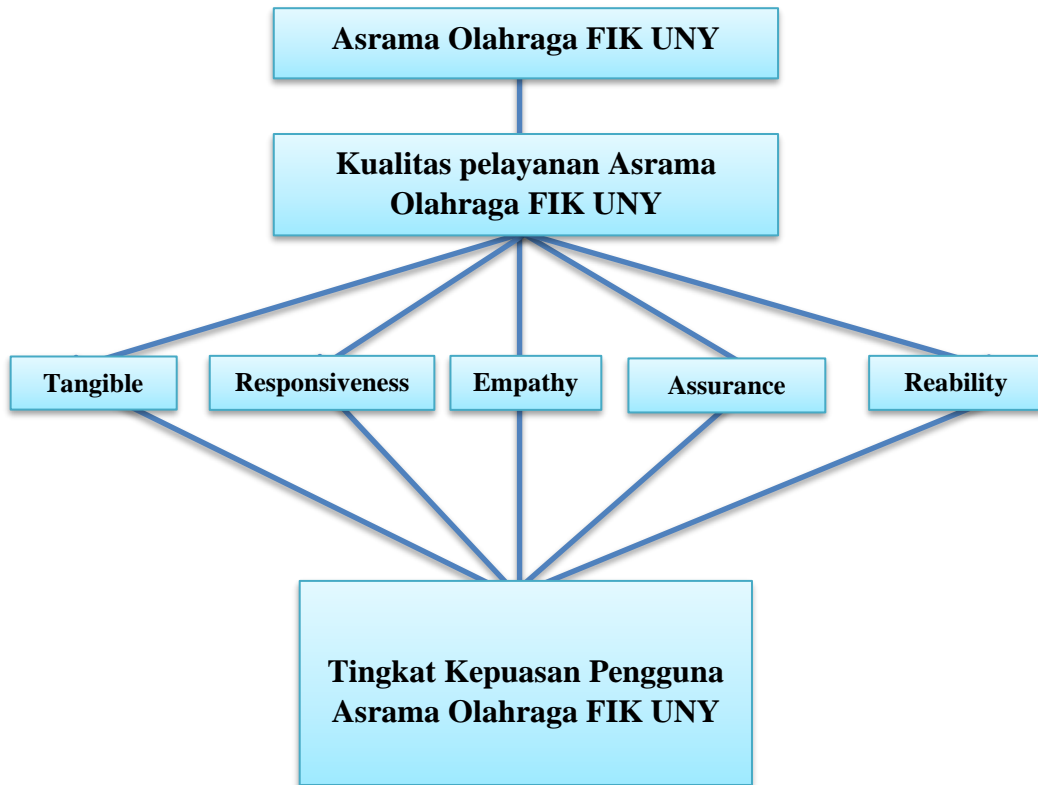 Asrama Olahraga FIK UNY
Kualitas pelayanan Asrama
Olahraga FIK UNY
Tangible
Responsiveness
Empathy
Assurance
Reability
Tingkat Kepuasan Pengguna
Asrama Olahraga FIK UNY